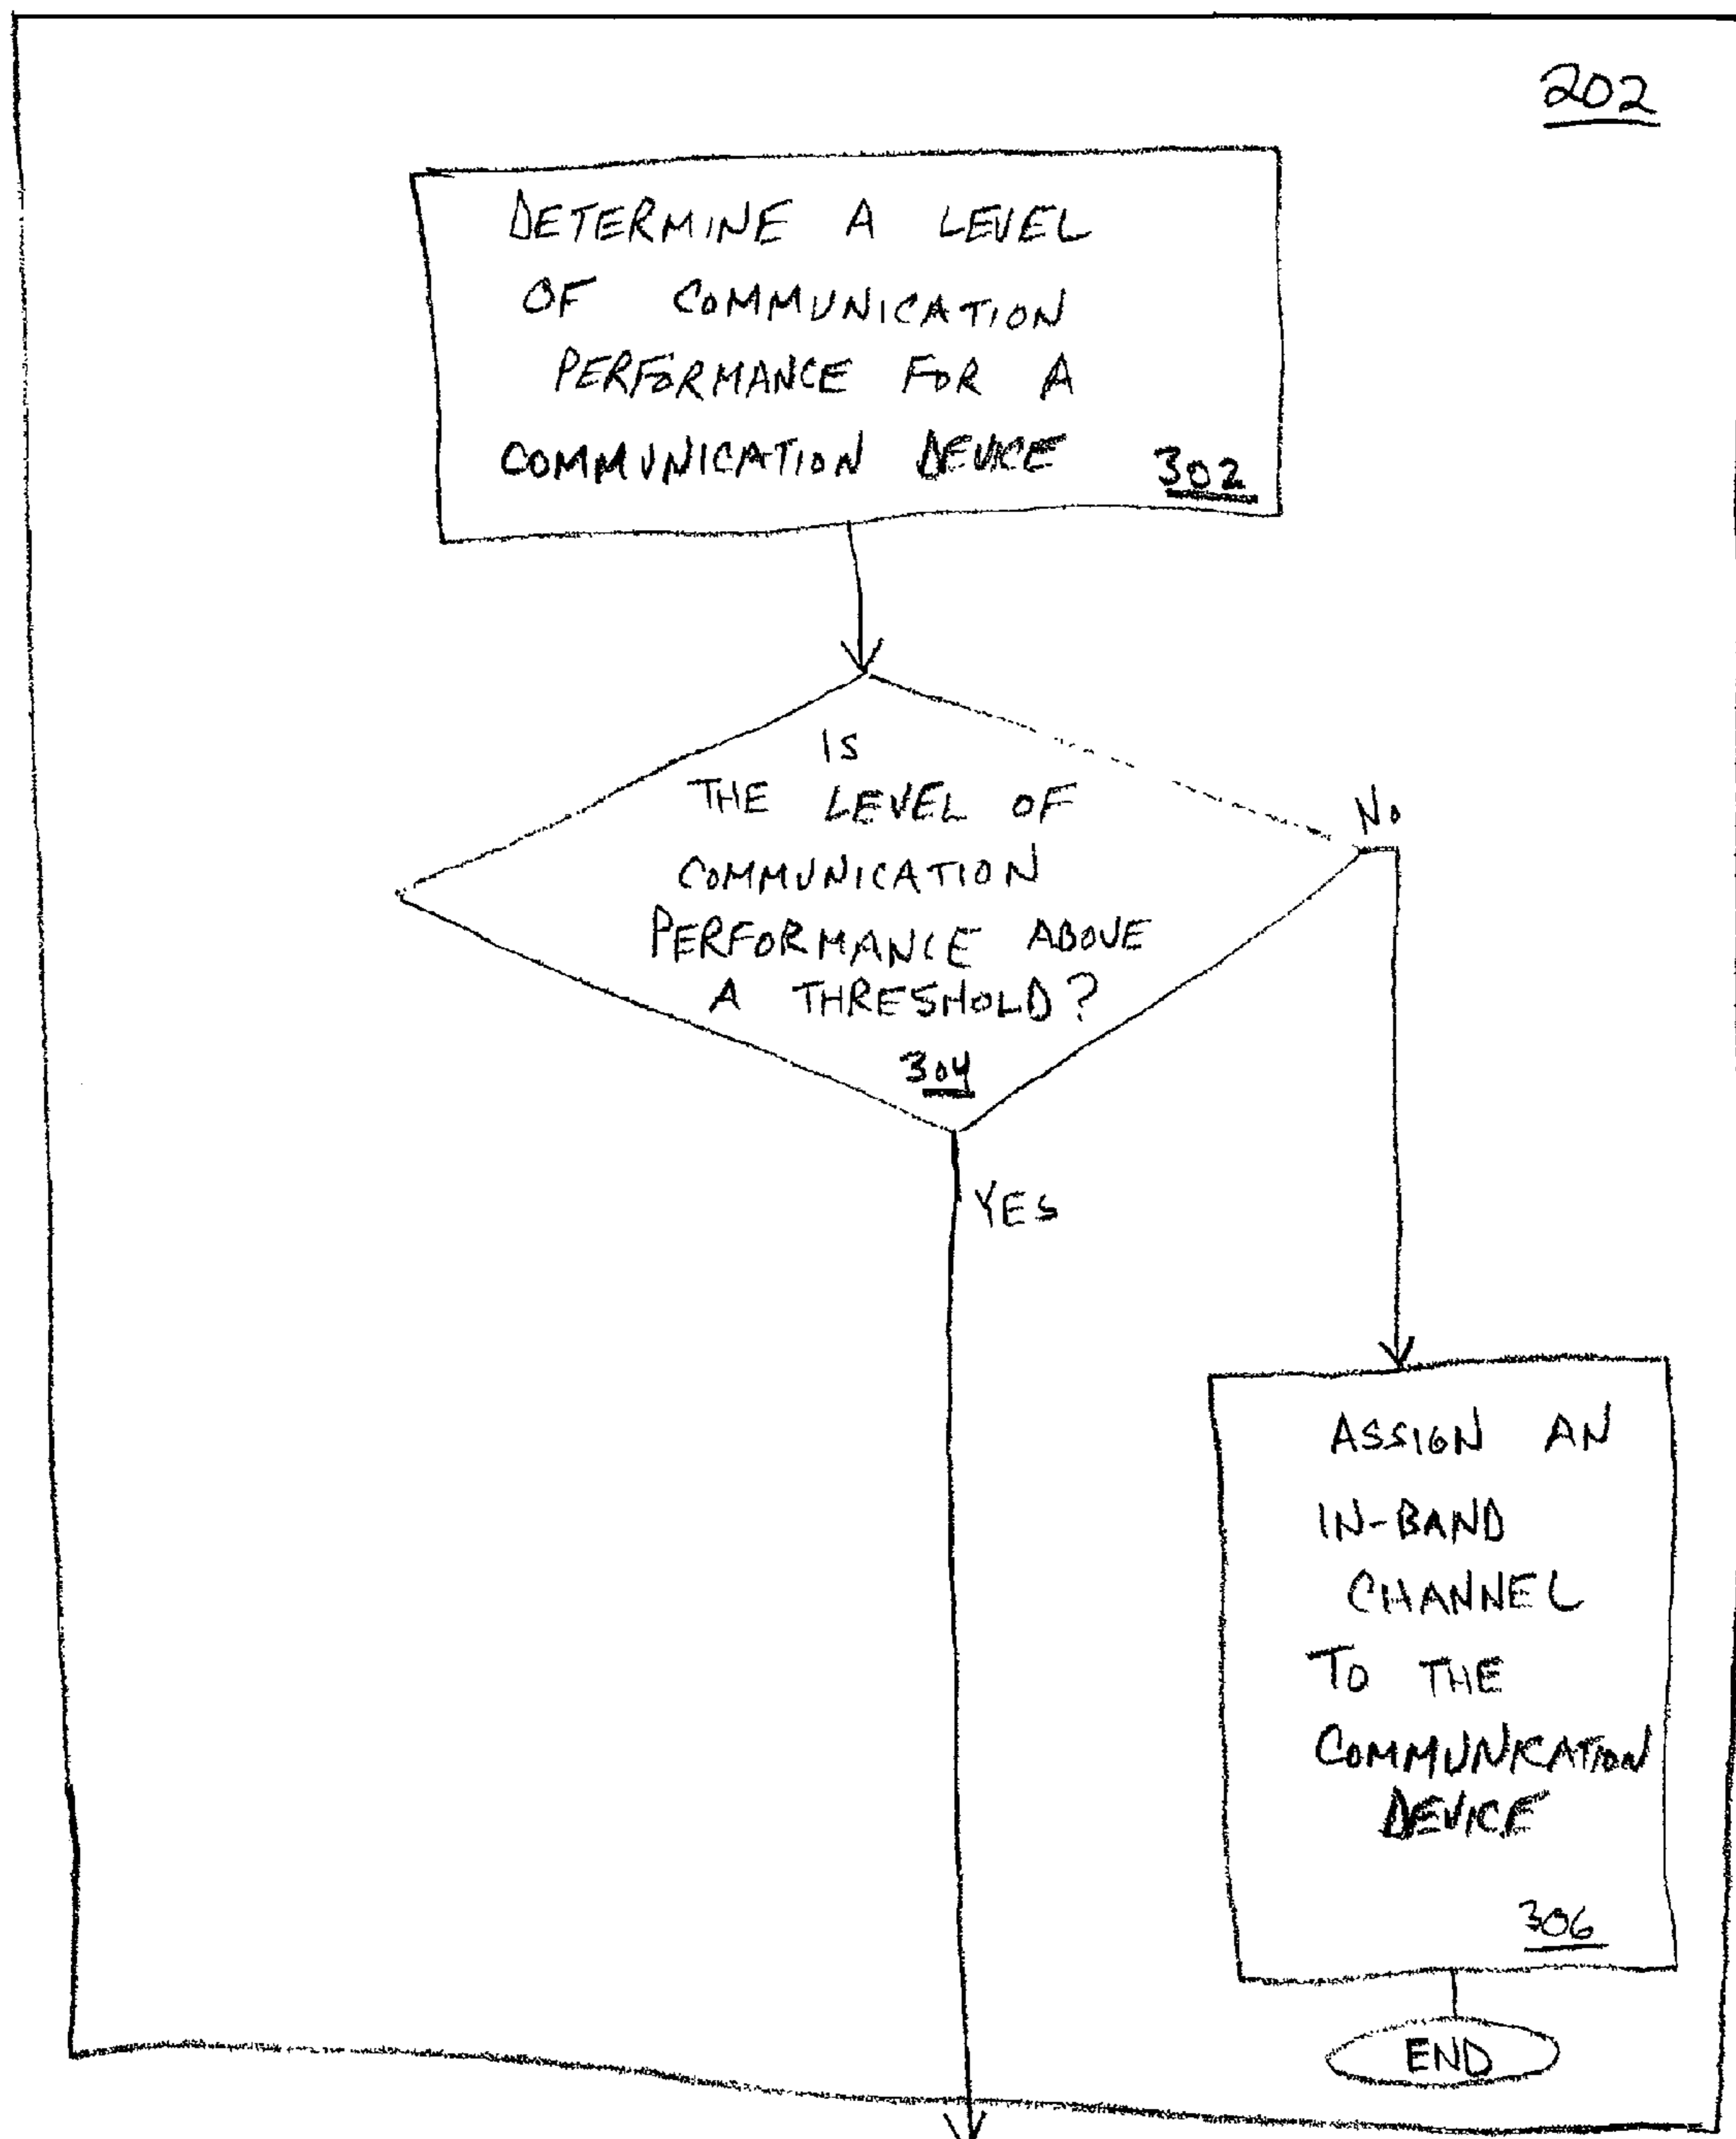 202
DETERMINE A LEVEL
OF COMMUNICATION
PERFORMANCE FOR A
COMMUNICATION DEVICE 302
IS
THE LEVEL OF
COMMUNICATION
PERFORMANCE ABOVE
A THRESHOLD?
304
NO
YES
ASSIGN AN
IN-BAND
CHANNEL
TO THE
COMMUNICATION
DEVICE
306
END